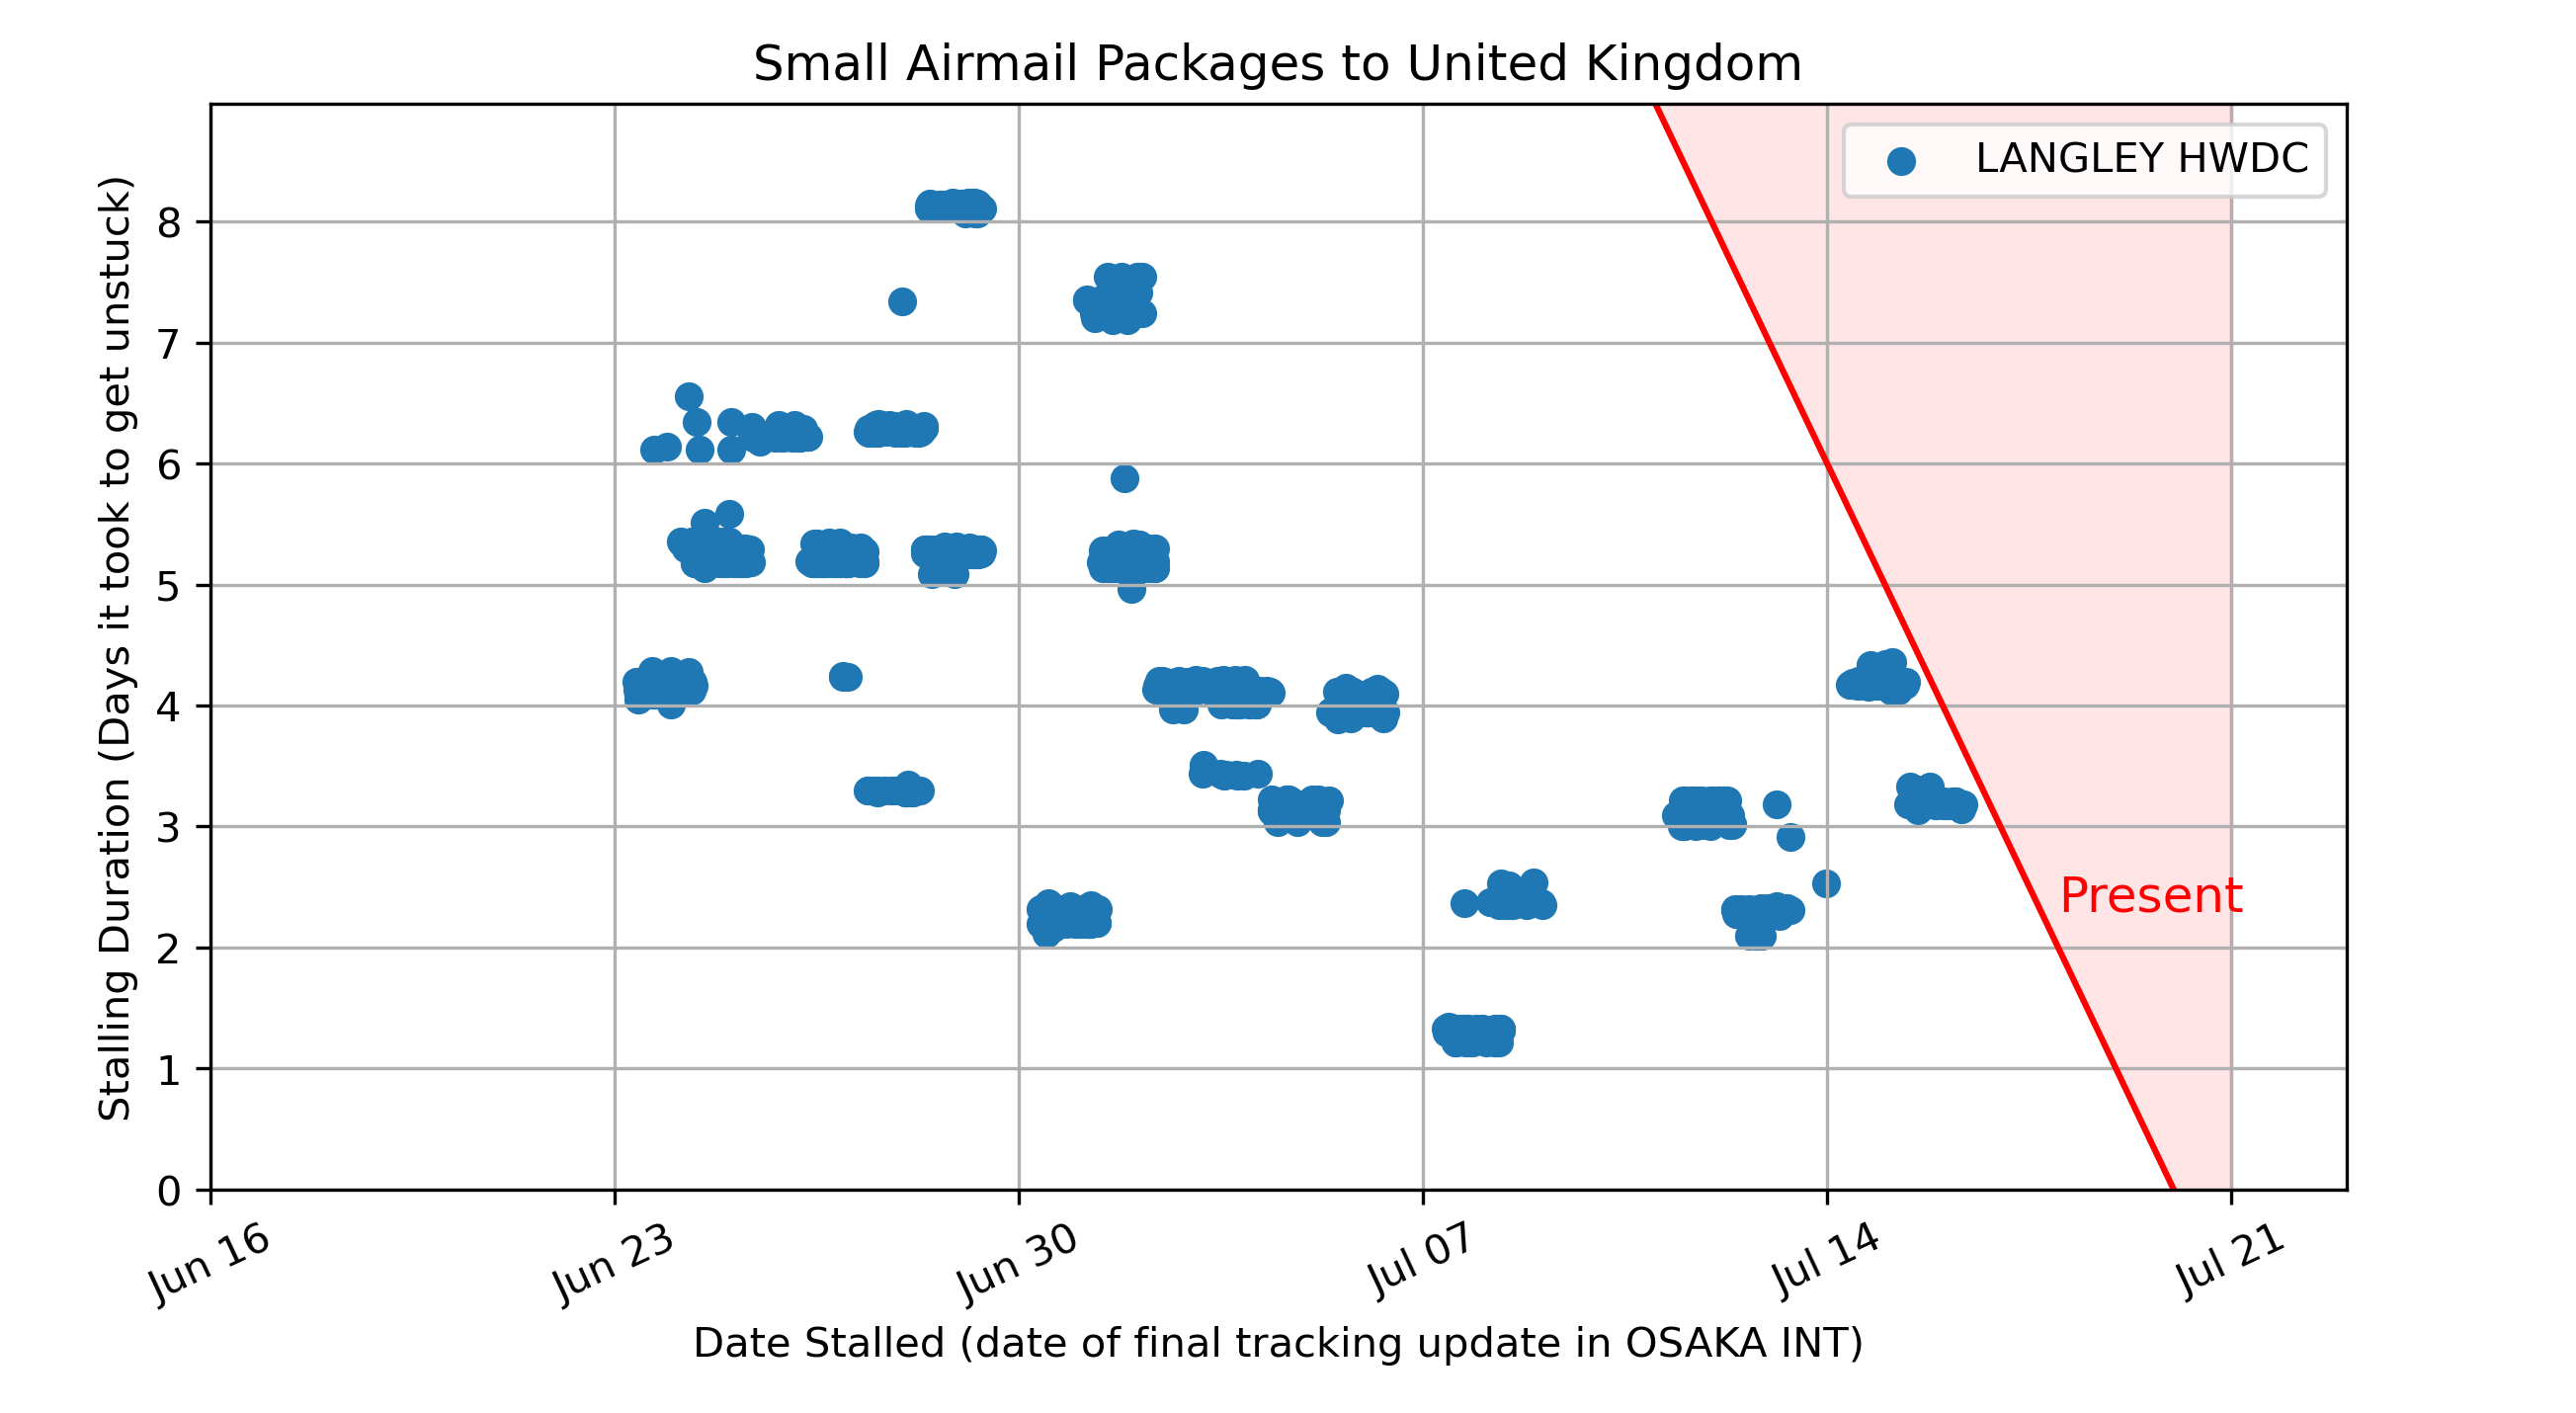 Small Airmail Packages to United Kingdom
LANGLEY HWDC
Stalling Duration (Days it took to get unstuck)
8
7
6
5
4
3
2
1
0
Present
Jun 16
Jun 23
Jun 30
Jul 07
Jul 14
Jul 21
Date Stalled (date of final tracking update in OSAKA INT)